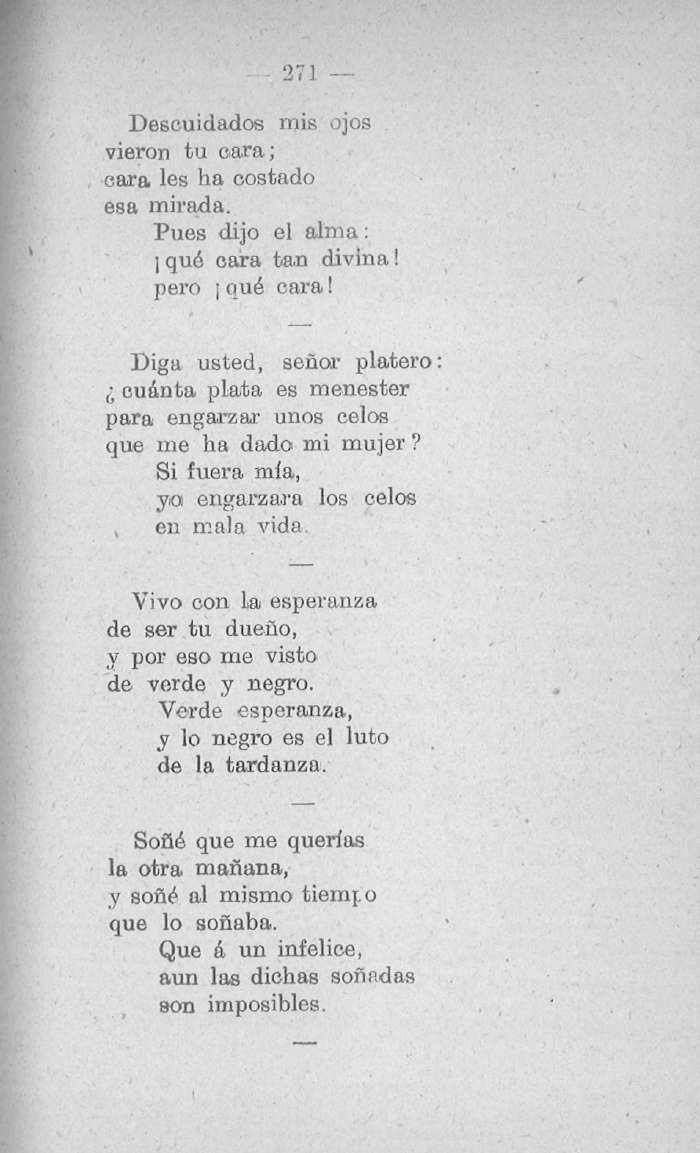 — 271 —
Descuidados mis ojos
vieron tu cara;
cara les ha costado
esa mirada.
Pues dijo el alma:
¡qué cara tan divina!
pero ¡qué cara!
—
Diga usted, señor platero:
¿cuánta plata es menester
para engarzar unos celos
que me ha dado mi mujer?
Si fuera mía,
yo engarzara los celos
en mala vida.
—
Vivo con la esperanza
de ser tu dueño,
y por eso me visto
de verde y negro.
Verde esperanza,
y lo negro es el luto
de la tardanza.
—
Soñé que me querías
la otra mañana,
y soñé al mismo tiempo
que lo soñaba.
Que á un infelice,
aun las dichas soñadas
son imposibles.
—